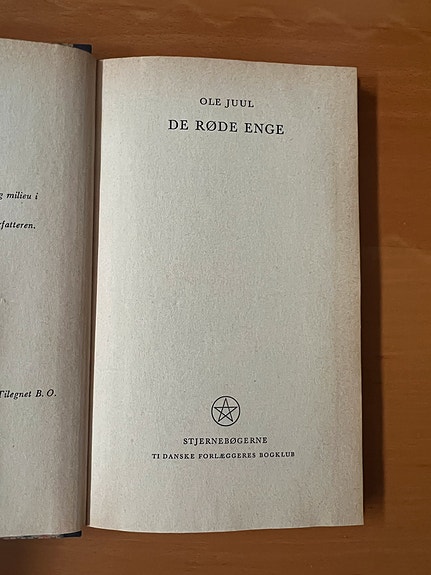 g milieu i
fatteren.
Tilegnet B. O.
OLE JUUL
DE RØDE ENGE
STJERNEBØGERNE
TI DANSKE FORLÆGGERES BOGKLUB